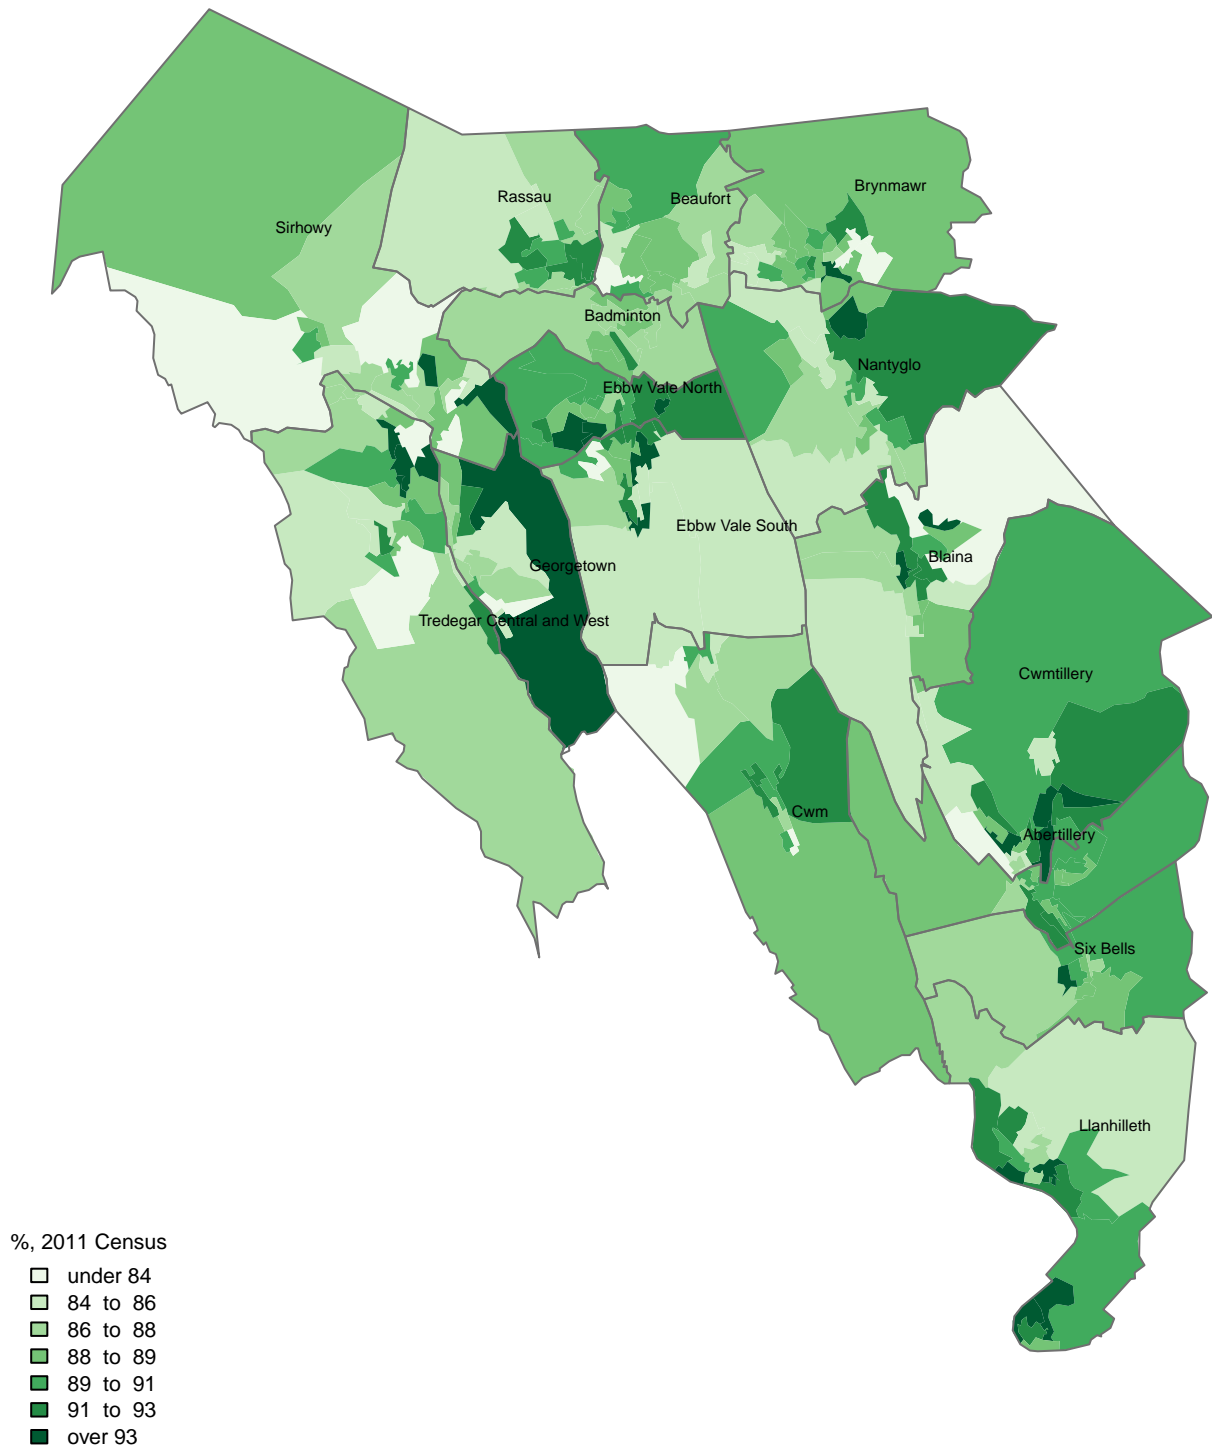 Brynmawr
Rassau
Beaufort
Sirhowy
Badminton
Nantyglo
Ebbw Vale North
Ebbw Vale South
Blaina
Georgetown
Tredegar Central and West
Cwmtillery
Cwm
Abertillery
Six Bells
Llanhilleth
%, 2011 Census
under 84
84 to 86
86 to 88
88 to 89
89 to 91
91 to 93
over 93